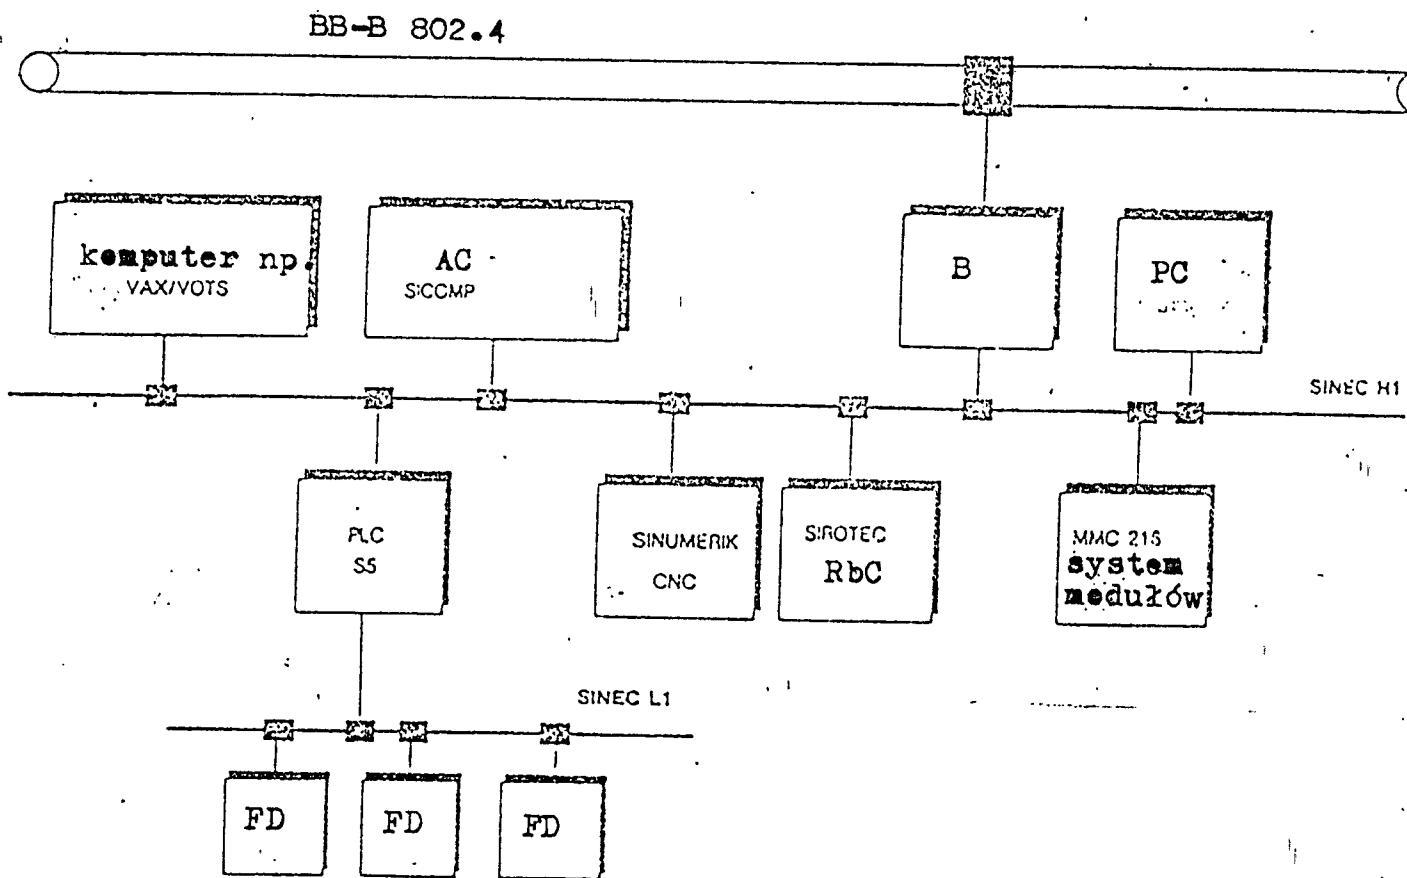 BB-B 802.4
komputer np.
VAX/VOTS
AC
SICOMP
B
PC
SINEC H1
PLC
S5
SINUMERIK
CNC
SIROTEC
RbC
MMC 216
system
modułów
SINEC L1
FD
FD
FD